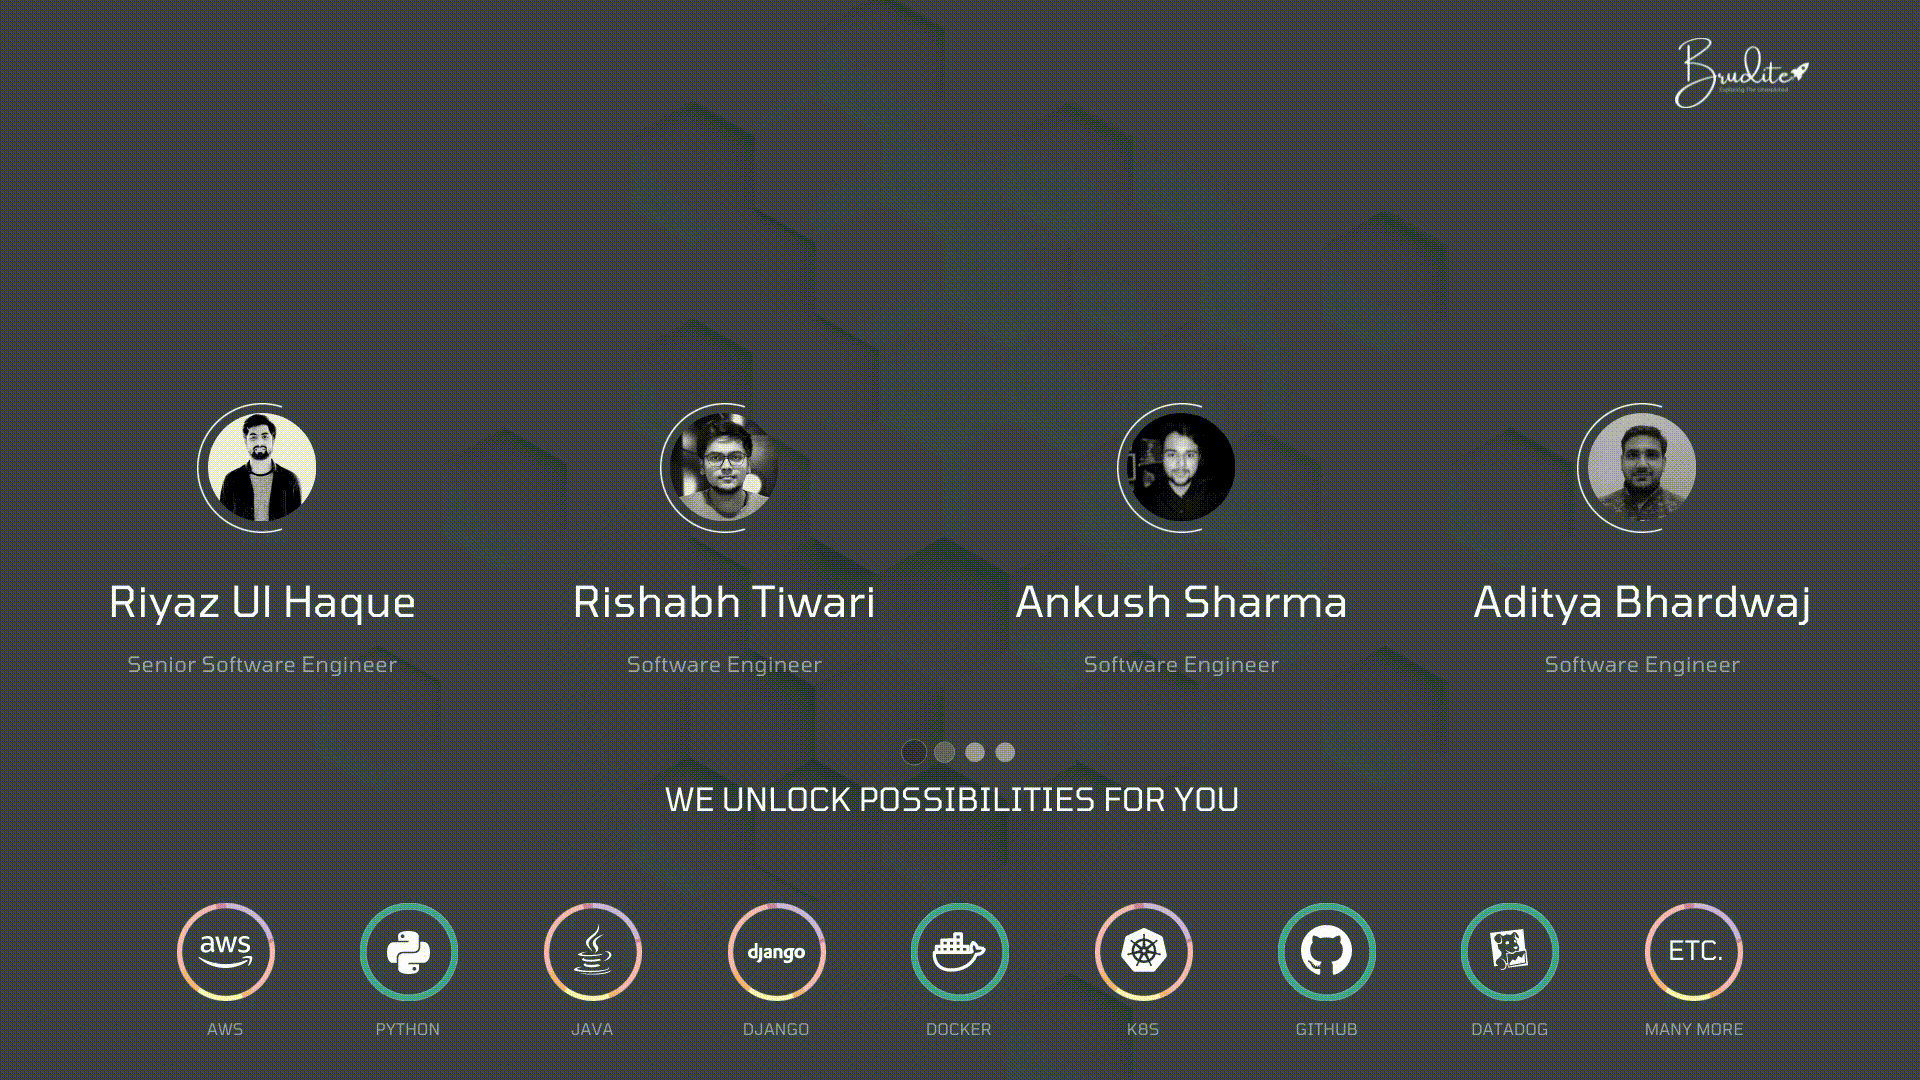 Brudite
Exploring The Unexplored
Riyaz Ul Haque
Rishabh Tiwari
Ankush Sharma
Aditya Bhardwaj
Senior Software Engineer
Software Engineer
Software Engineer
Software Engineer
WE UNLOCK POSSIBILITIES FOR YOU
aws
django
ETC.
AWS
PYTHON
JAVA
DJANGO
DOCKER
K8S
GITHUB
DATADOG
MANY MORE